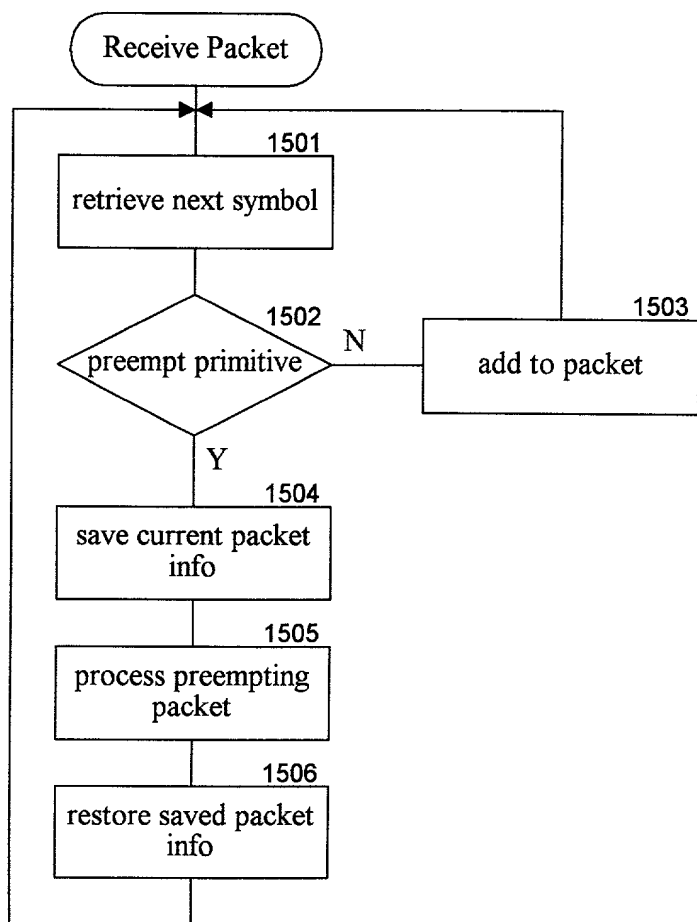 Receive Packet
1501
retrieve next symbol
1502
preempt primitive
N
1503
add to packet
Y
1504
save current packet
info
1505
process preempting
packet
1506
restore saved packet
info